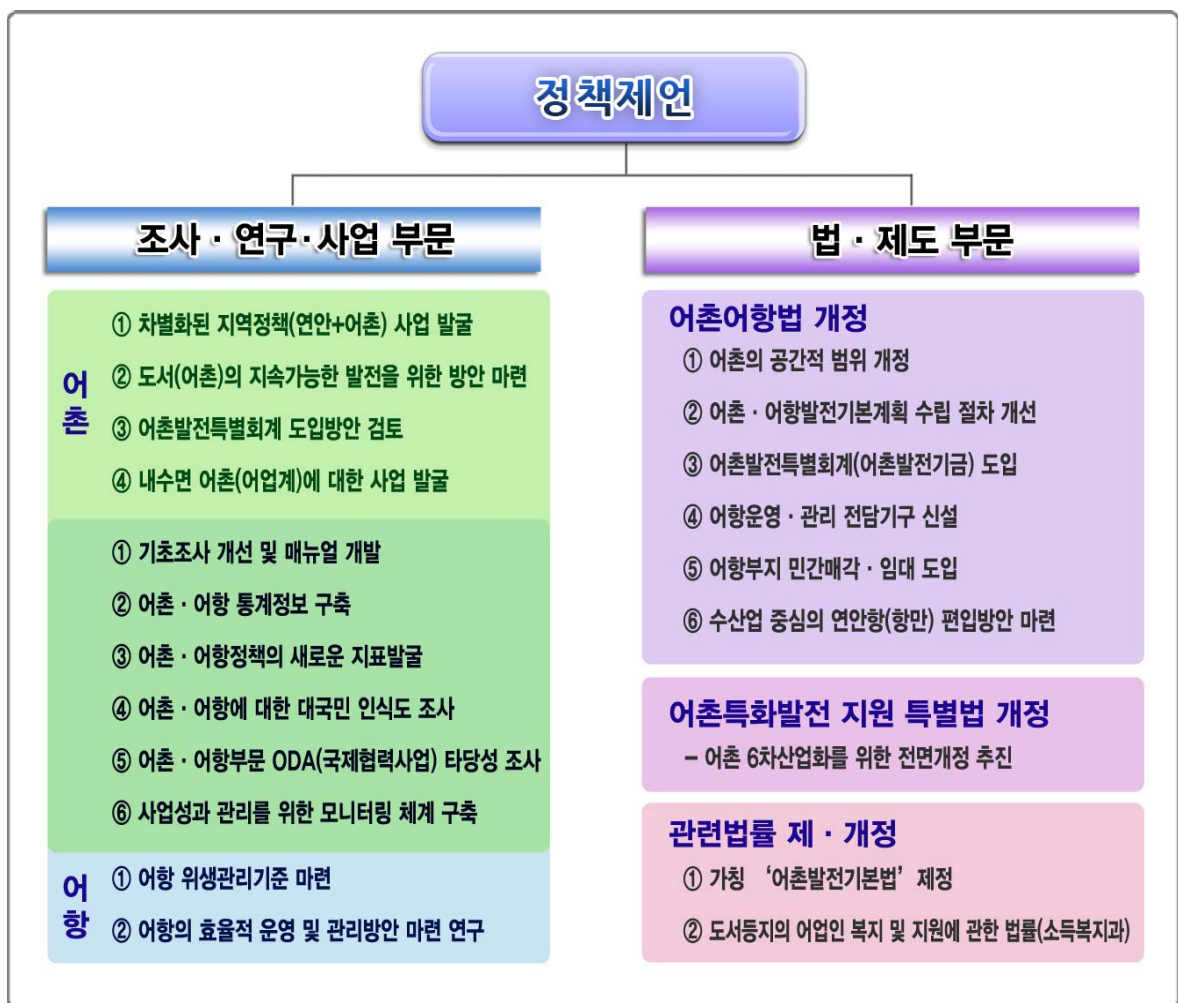 정책제언
조사 · 연구·사업 부문
어촌
① 차별화된 지역정책(연안+어촌) 사업 발굴
② 도서(어촌)의 지속가능한 발전을 위한 방안 마련
③ 어촌발전특별회계 도입방안 검토
④ 내수면 어촌(어업계)에 대한 사업 발굴
① 기초조사 개선 및 매뉴얼 개발
② 어촌 · 어항 통계정보 구축
③ 어촌 · 어항정책의 새로운 지표발굴
④ 어촌 · 어항에 대한 대국민 인식도 조사
⑤ 어촌 · 어항부문 ODA(국제협력사업) 타당성 조사
⑥ 사업성과 관리를 위한 모니터링 체계 구축
어항
① 어항 위생관리기준 마련
② 어항의 효율적 운영 및 관리방안 마련 연구
법 · 제도 부문
어촌어항법 개정
① 어촌의 공간적 범위 개정
② 어촌 · 어항발전기본계획 수립 절차 개선
③ 어촌발전특별회계(어촌발전기금) 도입
④ 어항운영 · 관리 전담기구 신설
⑤ 어항부지 민간매각 · 임대 도입
⑥ 수산업 중심의 연안항(항만) 편입방안 마련
어촌특화발전 지원 특별법 개정
– 어촌 6차산업화를 위한 전면개정 추진
관련법률 제 · 개정
① 가칭 ‘어촌발전기본법’ 제정
② 도서등지의 어업인 복지 및 지원에 관한 법률(소득복지과)